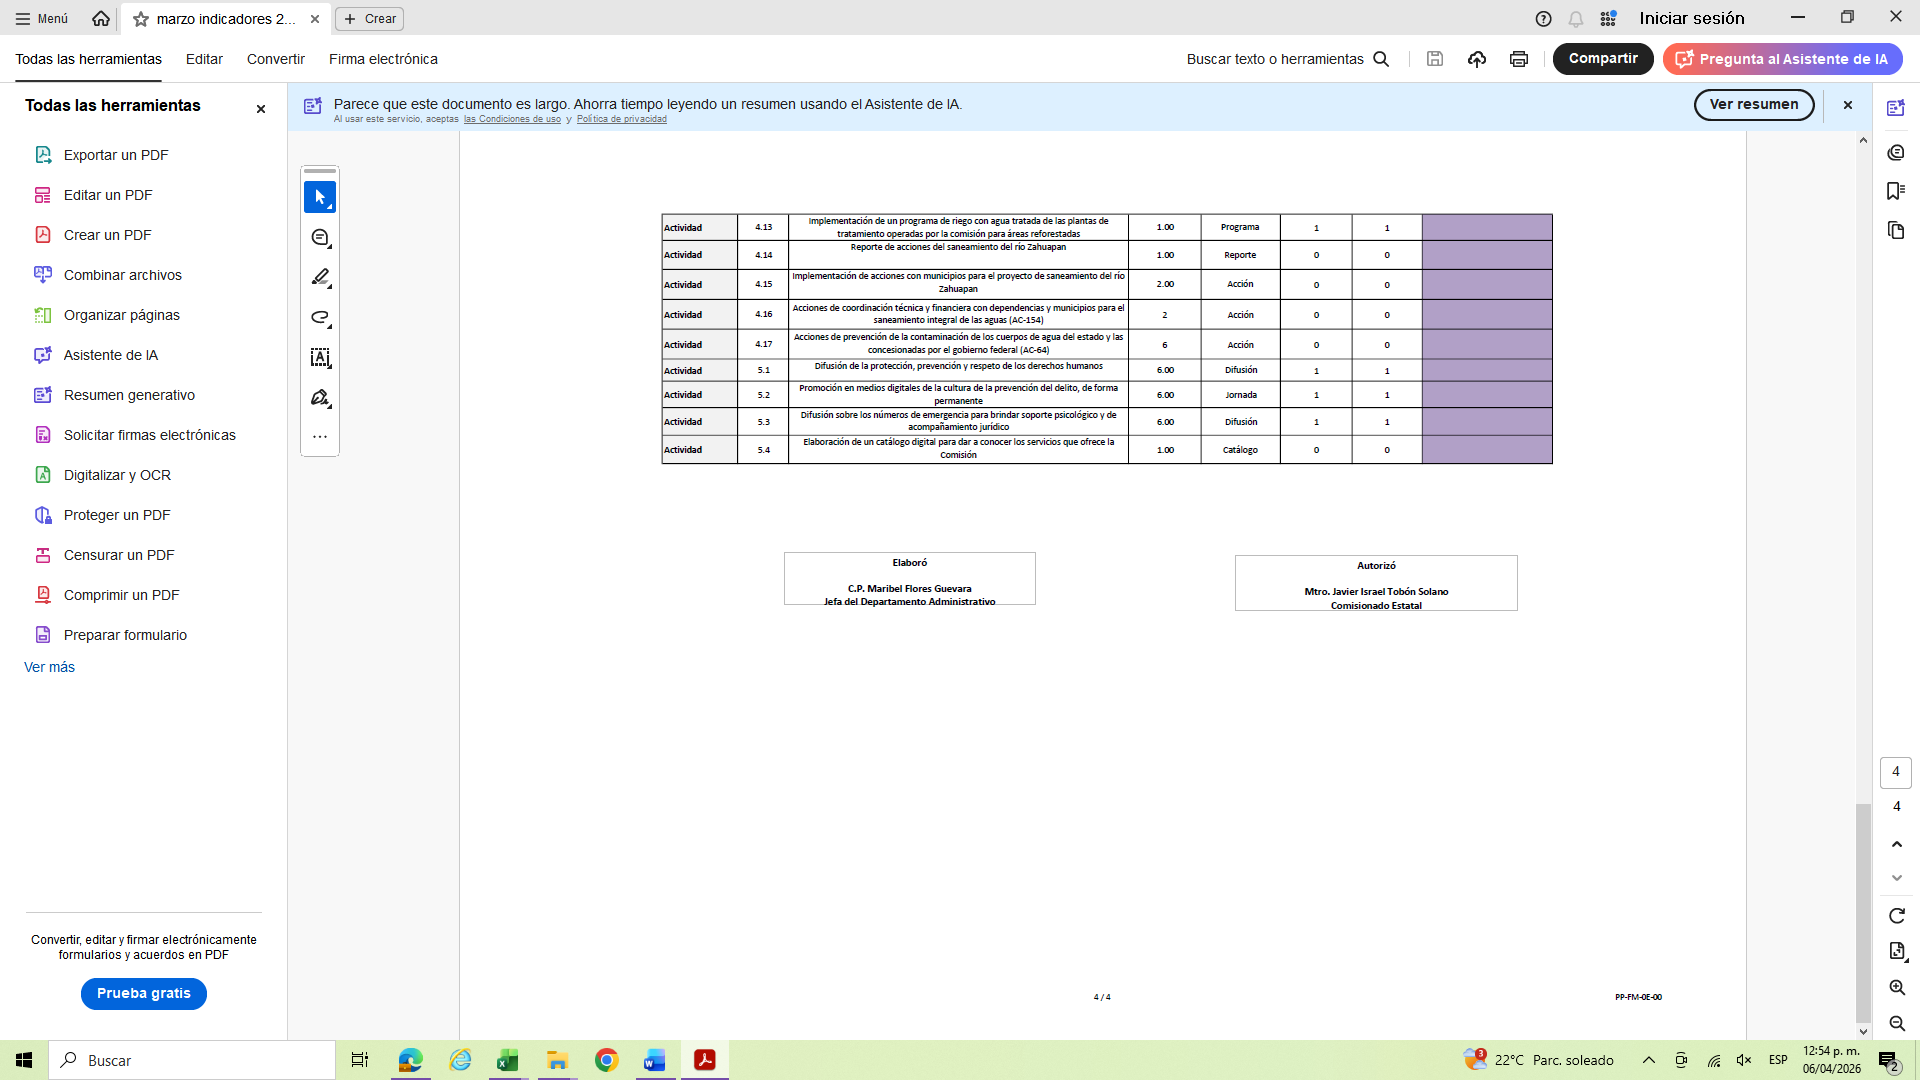 Menú
marzo indicadores 2...
Crear
Iniciar sesión
Todas las herramientas
Editar
Convertir
Firma electrónica
Buscar texto o herramientas
Compartir
Pregunta al Asistente de IA
Todas las herramientas
Parece que este documento es largo. Ahorra tiempo leyendo un resumen usando el Asistente de IA.
Al usar este servicio, aceptas las Condiciones de uso y Política de privacidad
Ver resumen
Exportar un PDF
Editar un PDF
Crear un PDF
Combinar archivos
Organizar páginas
Asistente de IA
Resumen generativo
Solicitar firmas electrónicas
Digitalizar y OCR
Proteger un PDF
Censurar un PDF
Comprimir un PDF
Preparar formulario
Ver más
Convertir, editar y firmar electrónicamente
formularios y acuerdos en PDF
Prueba gratis
Actividad 4.13 Implementación de un programa de riego con agua tratada de las plantas de
tratamiento operadas por la comisión para áreas reforestadas 1.00 Programa 1 1
Actividad 4.14 Reporte de acciones del saneamiento del río Zahuapan 1.00 Reporte 0 0
Actividad 4.15 Implementación de acciones con municipios para el proyecto de saneamiento del río
Zahuapan 2.00 Acción 0 0
Actividad 4.16 Acciones de coordinación técnica y financiera con dependencias y municipios para el
saneamiento integral de las aguas (AC-154) 2 Acción 0 0
Actividad 4.17 Acciones de prevención de la contaminación de los cuerpos de agua del estado y las
concesionadas por el gobierno federal (AC-64) 6 Acción 0 0
Actividad 5.1 Difusión de la protección, prevención y respeto de los derechos humanos 6.00 Difusión 1 1
Actividad 5.2 Promoción en medios digitales de la cultura de la prevención del delito, de forma
permanente 6.00 Jornada 1 1
Actividad 5.3 Difusión sobre los números de emergencia para brindar soporte psicológico y de
acompañamiento jurídico 6.00 Difusión 1 1
Actividad 5.4 Elaboración de un catálogo digital para dar a conocer los servicios que ofrece la
Comisión 1.00 Catálogo 0 0
Elaboró
C.P. Maribel Flores Guevara
Jefa del Departamento Administrativo
Autorizó
Mtro. Javier Israel Tobón Solano
Comisionado Estatal
4 / 4
PP-FM-0E-00
4
4
Buscar
3
22°C Parc. soleado
ESP
12:54 p. m.
06/04/2026
2